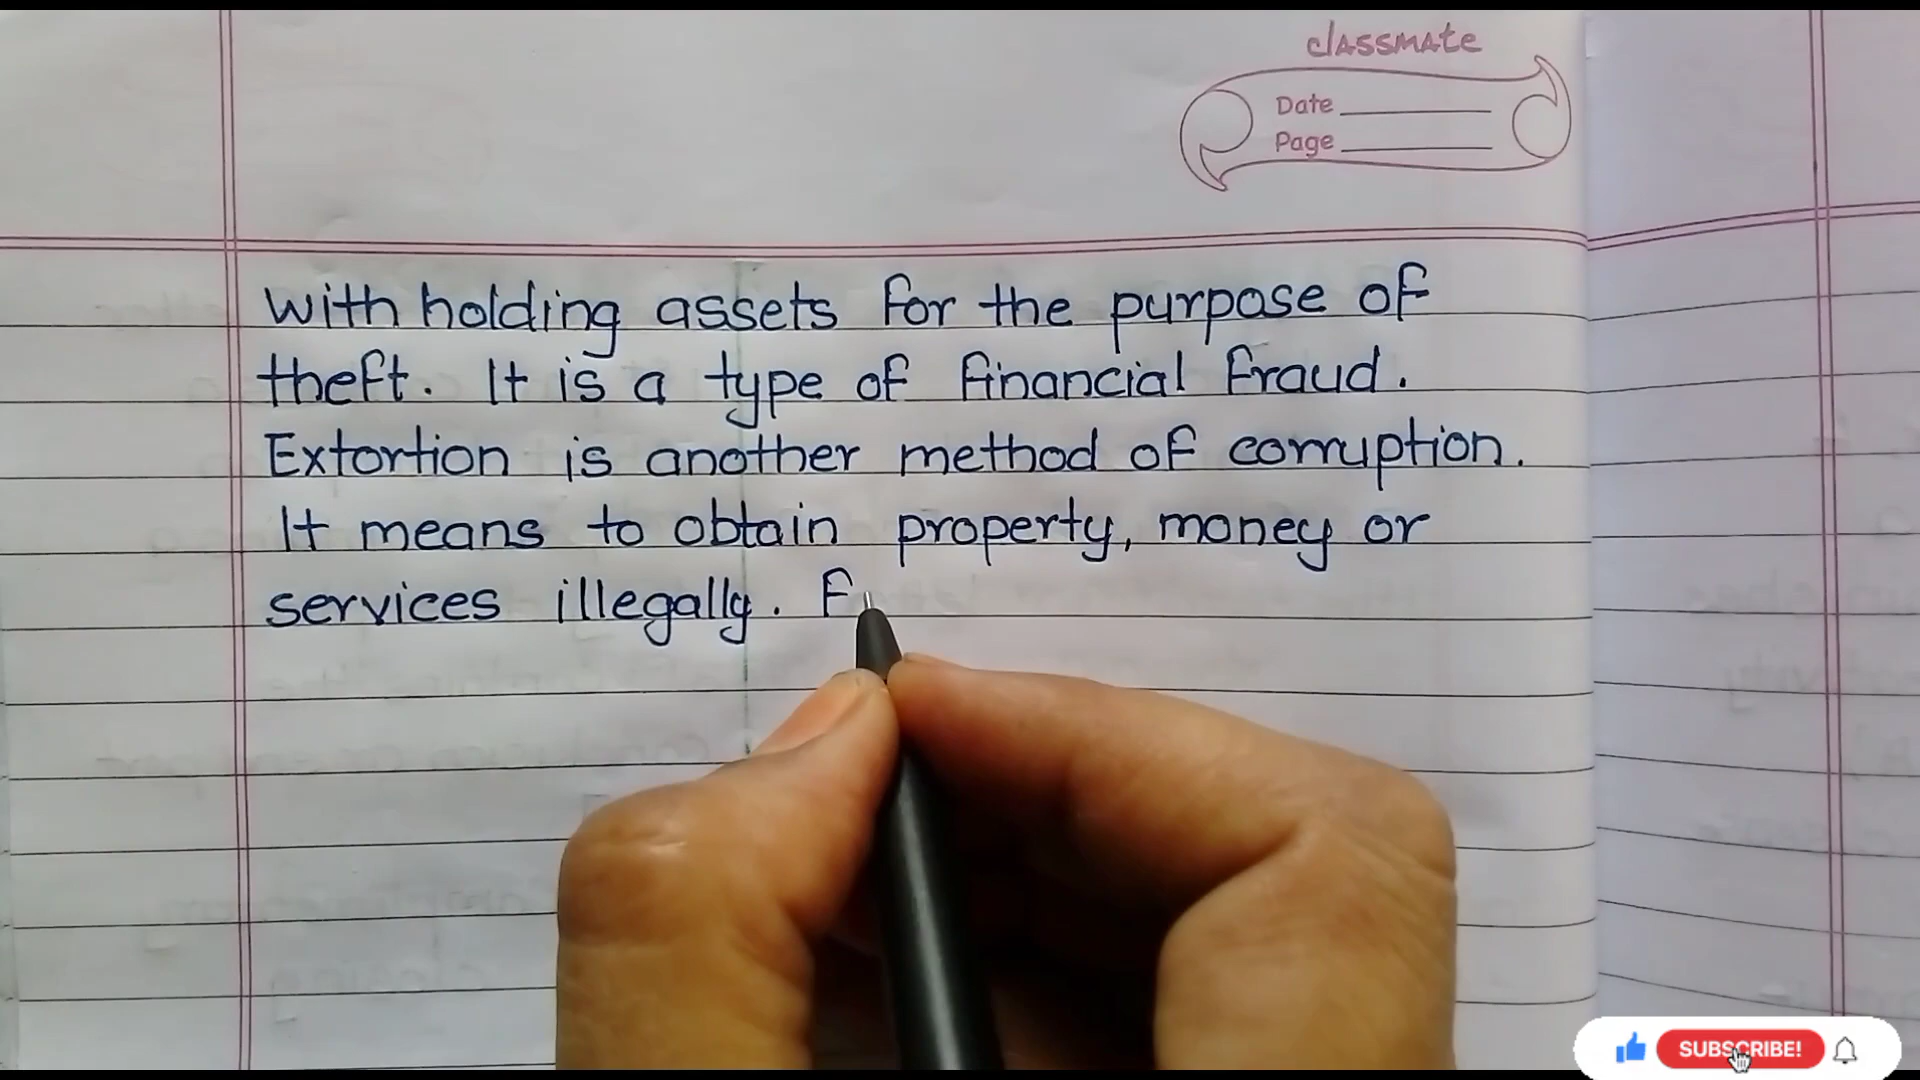 classmate
Date
Page
with holding assets for the purpose of
theft. It is a type of financial fraud.
Extortion is another method of corruption.
It means to obtain property, money or
services illegally. F
SUBSCRIBE!